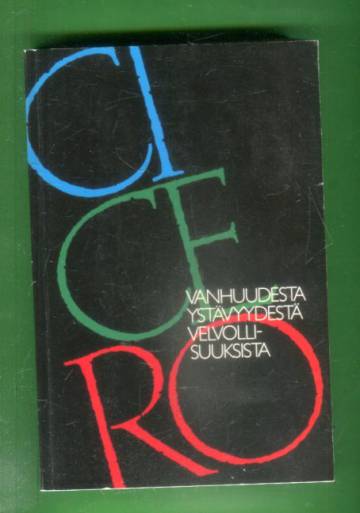 CI
CE
RO
VANHUUDESTA
YSTÄVYYDESTÄ
VELVOLLI-
SUUKSISTA